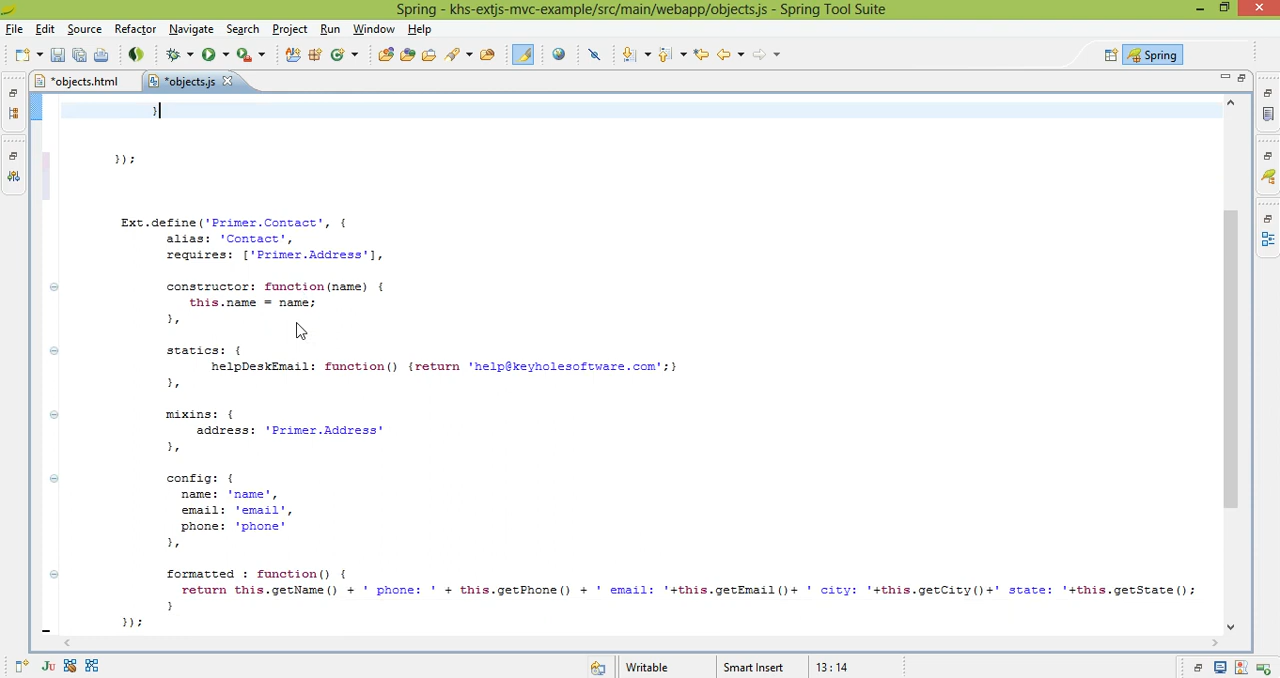 Spring - khs-extjs-mvc-example/src/main/webapp/objects.js - Spring Tool Suite
File Edit Source Refactor Navigate Search Project Run Window Help
Spring
*objects.html *objects.js
}
});
Ext.define('Primer.Contact', {
alias: 'Contact',
requires: ['Primer.Address'],
constructor: function(name) {
this.name = name;
},
statics: {
helpDeskEmail: function() {return 'help@keyholesoftware.com';}
},
mixins: {
address: 'Primer.Address'
},
config: {
name: 'name',
email: 'email',
phone: 'phone'
},
formatted : function() {
return this.getName() + ' phone: ' + this.getPhone() + ' email: '+this.getEmail()+ ' city: '+this.getCity()+' state: '+this.getState();
}
});
Ju Writable Smart Insert 13 : 14